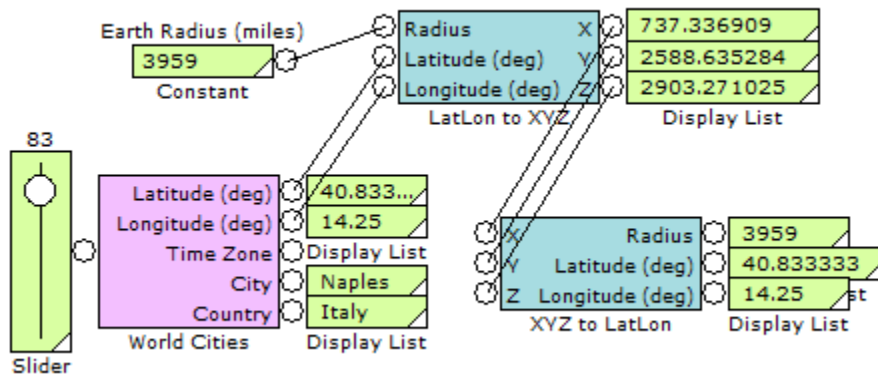 Earth Radius (miles)
3959
Constant
Radius X
Latitude (deg) Y
Longitude (deg) Z
LatLon to XYZ
737.336909
2588.635284
2903.271025
Display List
83
Slider
Latitude (deg)
Longitude (deg)
Time Zone
City
Country
World Cities
40.833...
14.25
Display List
Naples
Italy
Display List
X Radius
Y Latitude (deg)
Z Longitude (deg)
XYZ to LatLon
3959
40.833333
14.25
st
Display List